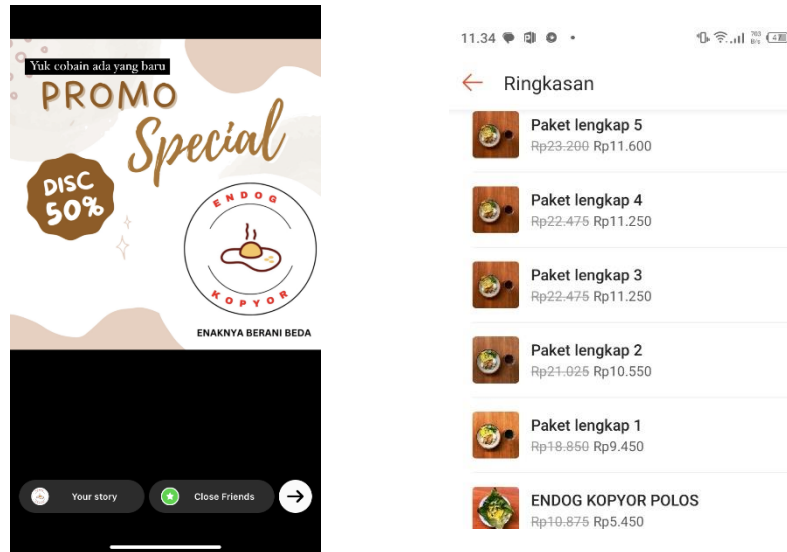 Yuk cobain ada yang baru
PROMO
Special
DISC
50%
ENDOG
KOPYOR
ENAKNYA BERANI BEDA
Your story
Close Friends
11.34
Ringkasan
Paket lengkap 5
Rp23.200 Rp11.600
Paket lengkap 4
Rp22.475 Rp11.250
Paket lengkap 3
Rp22.475 Rp11.250
Paket lengkap 2
Rp21.025 Rp10.550
Paket lengkap 1
Rp18.850 Rp9.450
ENDOG KOPYOR POLOS
Rp10.875 Rp5.450